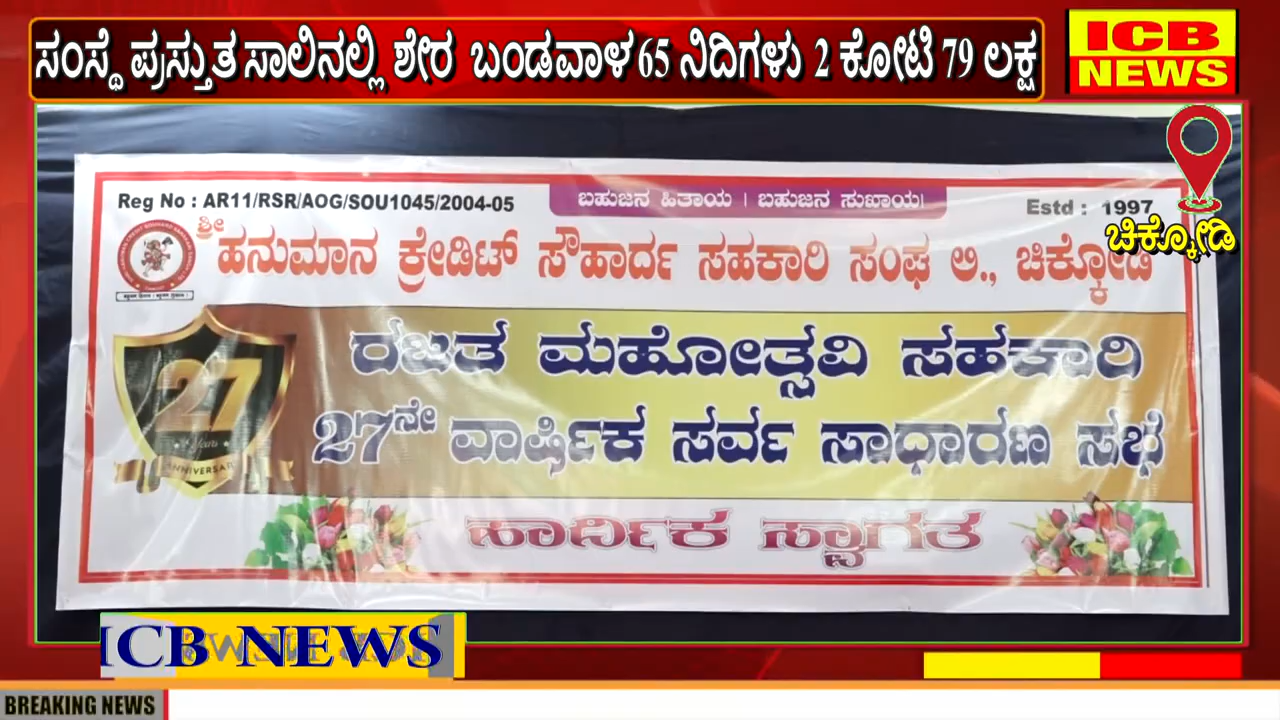 ಸಂಸ್ಥೆ ಪ್ರಸ್ತುತ ಸಾಲಿನಲ್ಲಿ ಶೇರ ಬಂಡವಾಳ 65 ನಿದಿಗಳು 2 ಕೋಟಿ 79 ಲಕ್ಷ
ICB
NEWS
Reg No : AR11/RSR/AOG/SOU1045/2004-05
ಬಹುಜನ ಹಿತಾಯ । ಬಹುಜನ ಸುಖಾಯ।
Estd : 1997
ಚಿಕ್ಕೋಡಿ
ಶ್ರೀ
ಹನುಮಾನ ಕ್ರೇಡಿಟ್ ಸೌಹಾರ್ದ ಸಹಕಾರಿ ಸಂಘ ಲಿ., ಚಿಕ್ಕೋಡಿ
ರಜತ ಮಹೋತ್ಸವಿ ಸಹಕಾರಿ
27
Years
ANNIVERSARY
27ನೇ ವಾರ್ಷಿಕ ಸರ್ವ ಸಾಧಾರಣ ಸಭೆ
ಹಾರ್ದಿಕ ಸ್ವಾಗತ
ICB NEWS
BREAKING NEWS